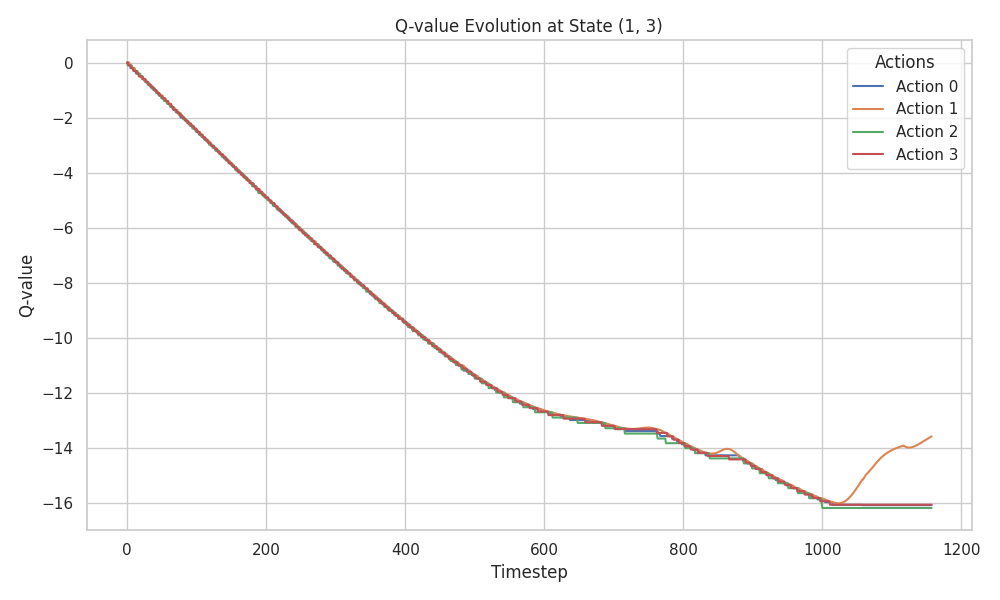 Q-value Evolution at State (1, 3)
Actions
Action 0
Action 1
Action 2
Action 3
Q-value
0
−2
−4
−6
−8
−10
−12
−14
−16
0 200 400 600 800 1000 1200
Timestep